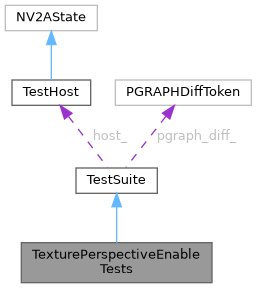 NV2AState
TestHost
PGRAPHDiffToken
host_
pgraph_diff_
TestSuite
TexturePerspectiveEnable
Tests